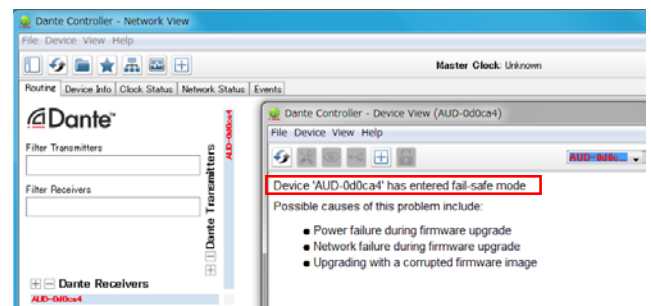 Dante Controller - Network View
File Device View Help
Master Clock: Unknown
Routing Device Info Clock Status Network Status Events
Dante™
Filter Transmitters
Filter Receivers
Dante Transmitters
AUD-0d0ca4
Dante Receivers
AUD-0d0ca4
Dante Controller - Device View (AUD-0d0ca4)
File Device View Help
AUD-0d0c...
Device 'AUD-0d0ca4' has entered fail-safe mode
Possible causes of this problem include:
● Power failure during firmware upgrade
● Network failure during firmware upgrade
● Upgrading with a corrupted firmware image